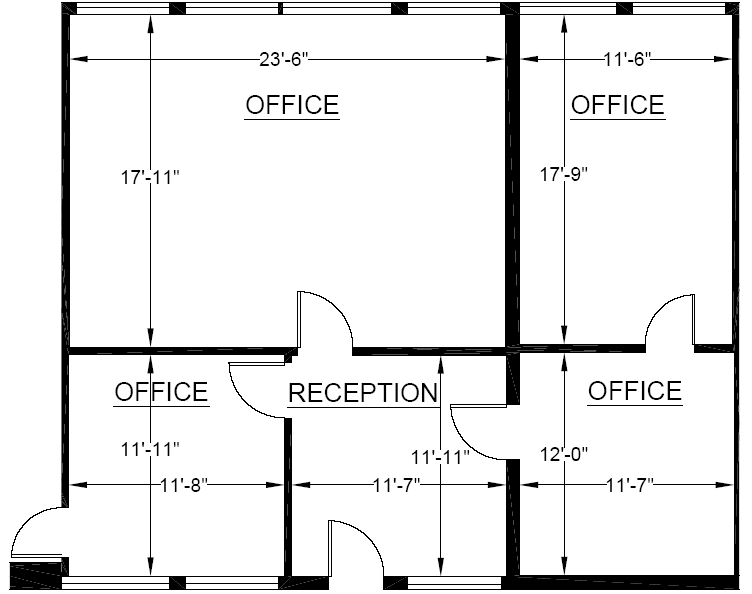 23'-6"
11'-6"
OFFICE
OFFICE
17'-11"
17'-9"
OFFICE
RECEPTION
OFFICE
11'-11"
11'-11"
12'-0"
11'-8"
11'-7"
11'-7"